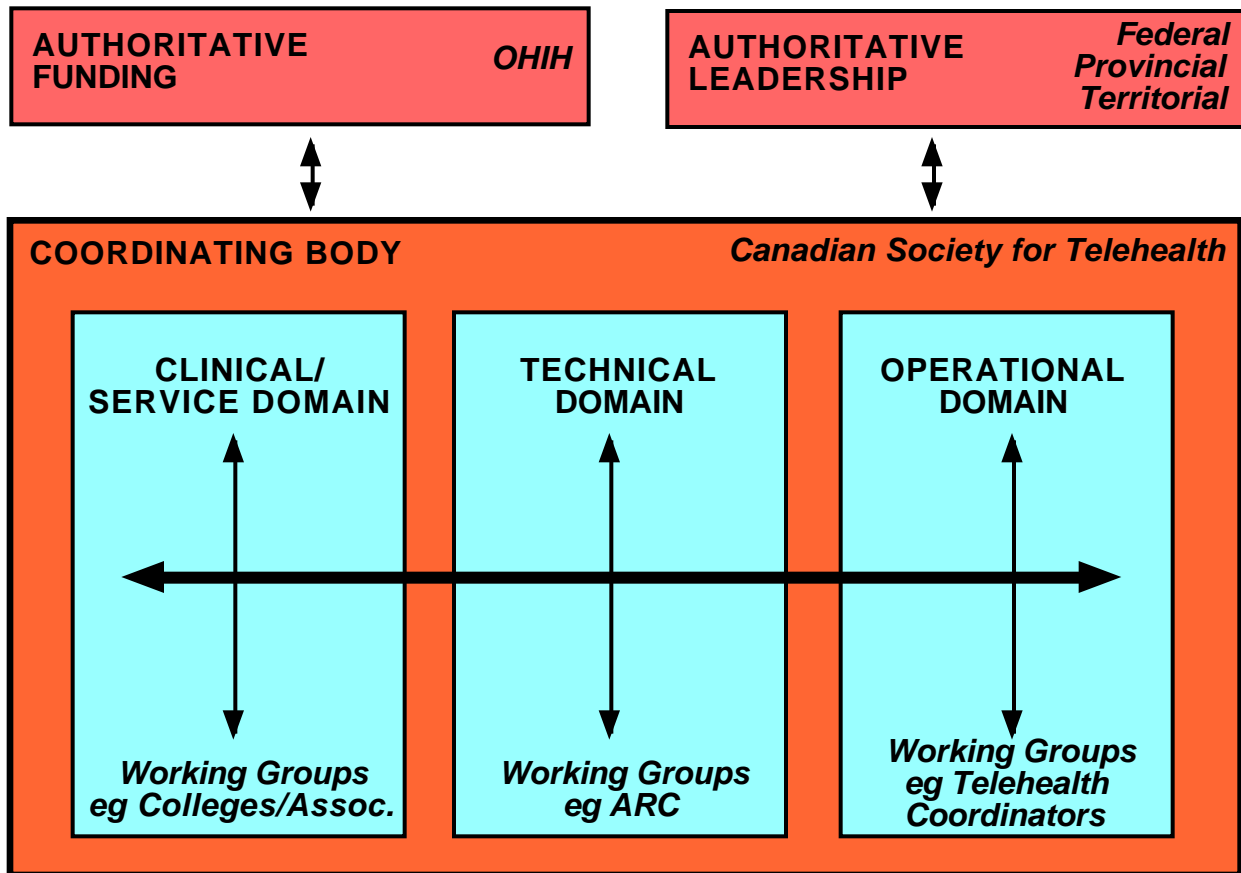 AUTHORITATIVE
FUNDING
OHIH
AUTHORITATIVE
LEADERSHIP
Federal
Provincial
Territorial
COORDINATING BODY
Canadian Society for Telehealth
CLINICAL/
SERVICE DOMAIN
Working Groups
eg Colleges/Assoc.
TECHNICAL
DOMAIN
Working Groups
eg ARC
OPERATIONAL
DOMAIN
Working Groups
eg Telehealth
Coordinators